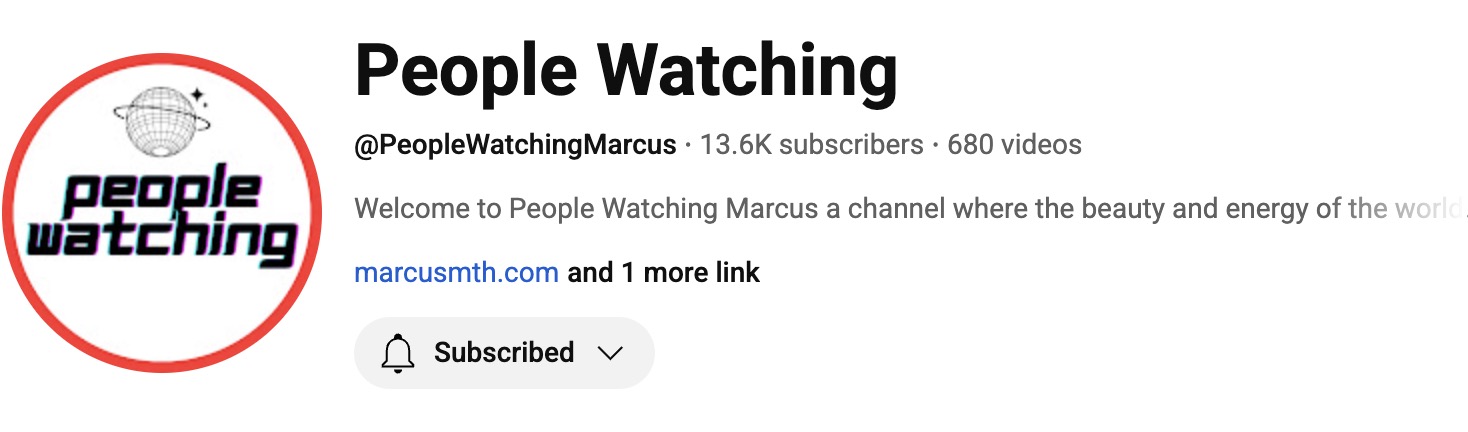 people
watching
People Watching
@PeopleWatchingMarcus · 13.6K subscribers · 680 videos
Welcome to People Watching Marcus a channel where the beauty and energy of the world
marcusmth.com and 1 more link
Subscribed